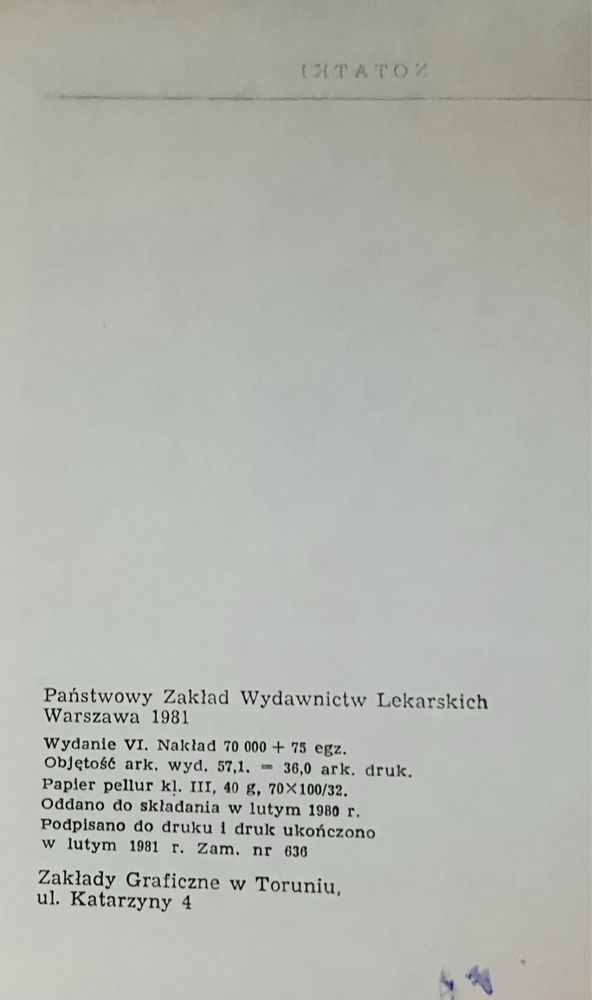 NOTATKI
Państwowy Zakład Wydawnictw Lekarskich
Warszawa 1981
Wydanie VI. Nakład 70 000 + 75 egz.
Objętość ark. wyd. 57,1. = 36,0 ark. druk.
Papier pellur kl. III, 40 g, 70×100/32.
Oddano do składania w lutym 1980 r.
Podpisano do druku i druk ukończono
w lutym 1981 r. Zam. nr 636
Zakłady Graficzne w Toruniu,
ul. Katarzyny 4